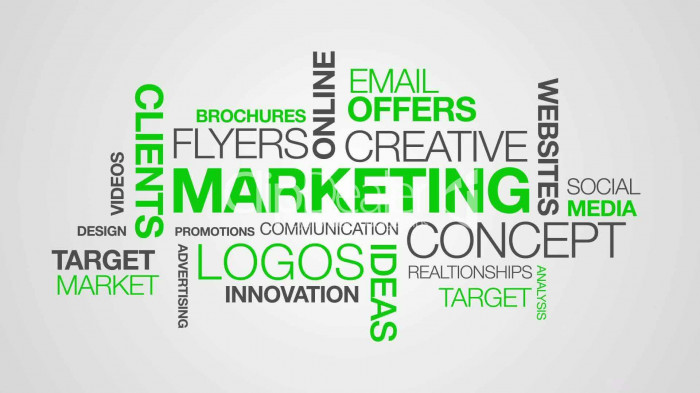 EMAIL
OFFERS
ONLINE
WEBSITES
CLIENTS
BROCHURES
FLYERS
CREATIVE
VIDEOS
MARKETING
SOCIAL
MEDIA
DESIGN
PROMOTIONS
COMMUNICATION
CONCEPT
TARGET
MARKET
ADVERTISING
LOGOS
IDEAS
REALTIONSHIPS
ANALYSIS
INNOVATION
TARGET